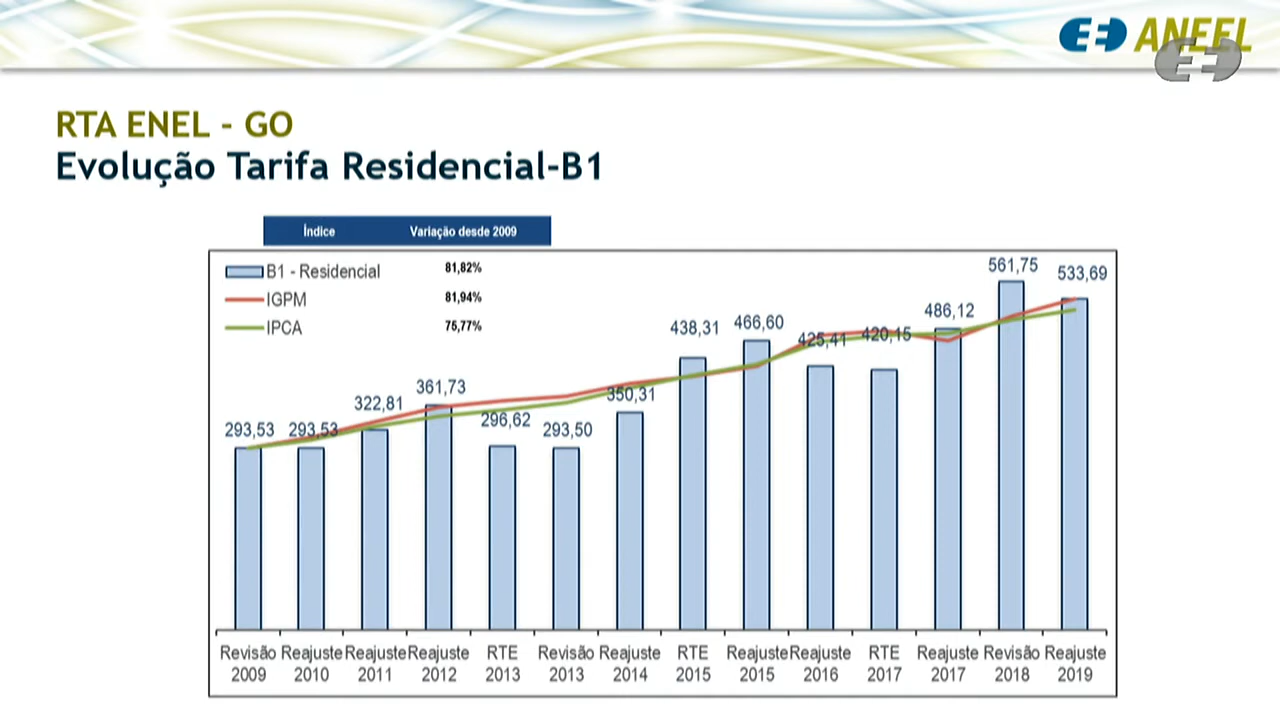 ANEEL
RTA ENEL - GO
Evolução Tarifa Residencial-B1
Índice Variação desde 2009
B1 - Residencial 81,82%
IGPM 81,94%
IPCA 75,77%
293,53 293,53 322,81 361,73 296,62 293,50 350,31 438,31 466,60 425,41 420,15 486,12 561,75 533,69
Revisão Reajuste Reajuste Reajuste RTE Revisão Reajuste RTE Reajuste Reajuste RTE Reajuste Revisão Reajuste
2009 2010 2011 2012 2013 2013 2014 2015 2015 2016 2017 2017 2018 2019